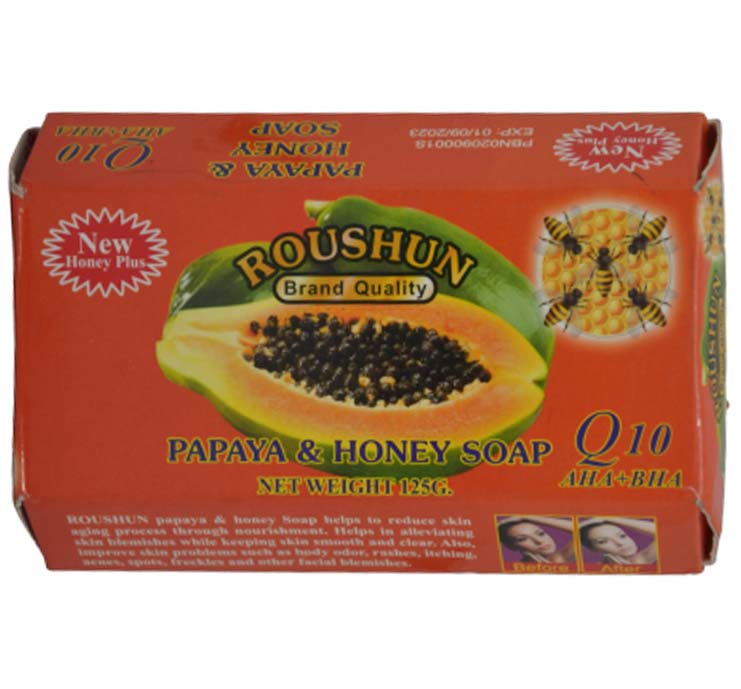 Q10
AHA+BHA
PAPAYA &
HONEY
SOAP
PBN020900001S
EXP: 01/09/2023
New
Honey Plus
New
Honey Plus
ROUSHUN
Brand Quality
PAPAYA & HONEY SOAP
NET WEIGHT 125G.
Q10
AHA+BHA
ROUSHUN papaya & honey Soap helps to reduce skin
aging process through nourishment. Helps in alleviating
skin blemishes while keeping skin smooth and clear. Also,
improve skin problems such as body odor, rashes, itching,
acnes, spots, freckles and other facial blemishes.
Before
After